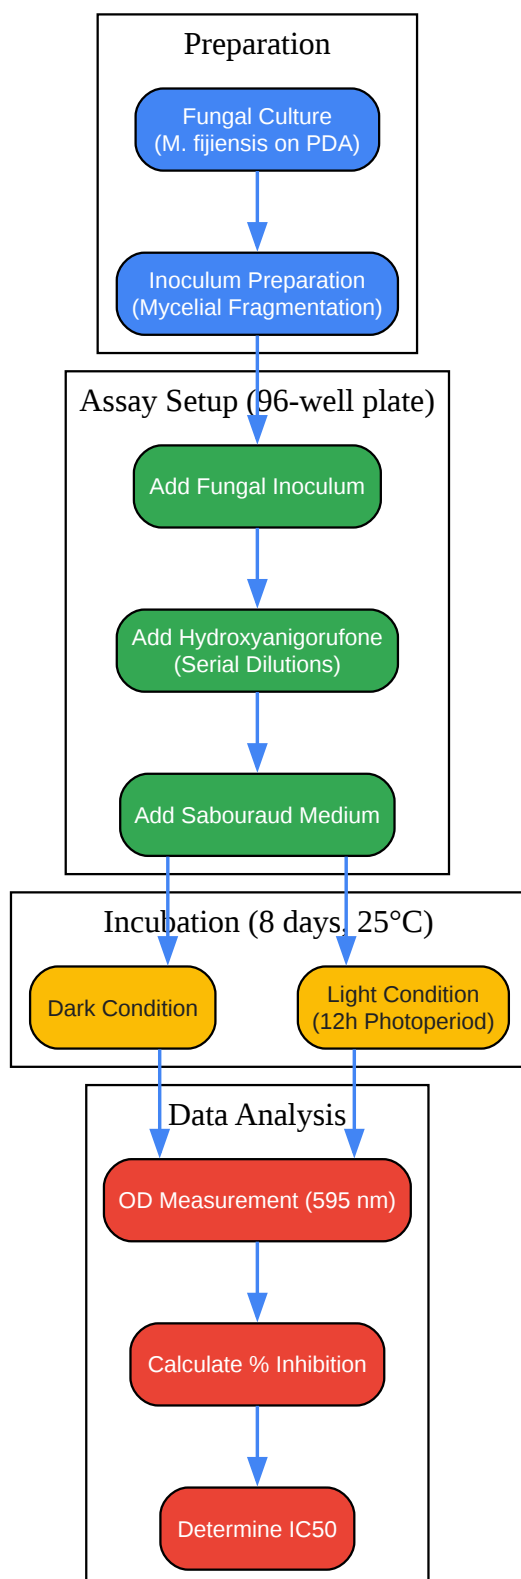 Preparation
Fungal Culture
(M. fijiensis on PDA)
Inoculum Preparation
(Mycelial Fragmentation)
Assay Setup (96-well plate)
Add Fungal Inoculum
Add Hydroxyanigorufone
(Serial Dilutions)
Add Sabouraud Medium
Incubation (8 days, 25°C)
Dark Condition
Light Condition
(12h Photoperiod)
Data Analysis
OD Measurement (595 nm)
Calculate % Inhibition
Determine IC50